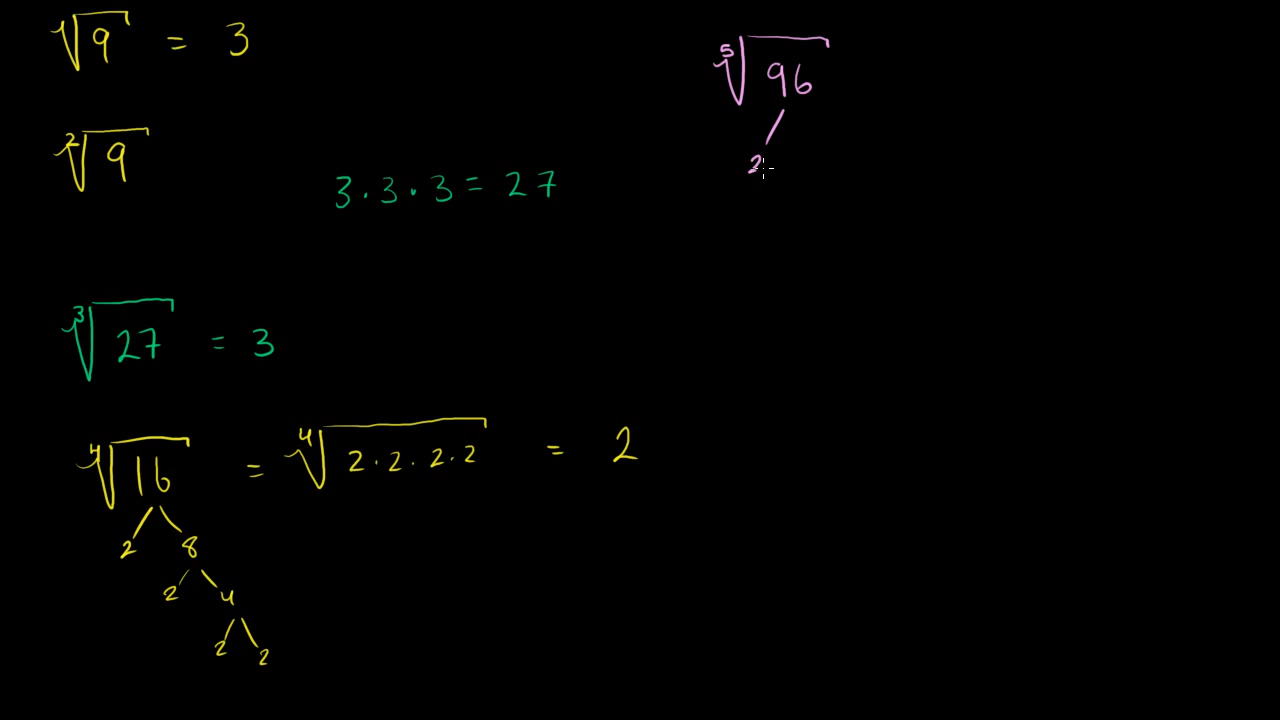 √9 = 3
²√9
3 · 3 · 3 = 27
³√27 = 3
⁴√16 = ⁴√2 · 2 · 2 · 2 = 2
2 8
2 4
2 2
⁵√96
2